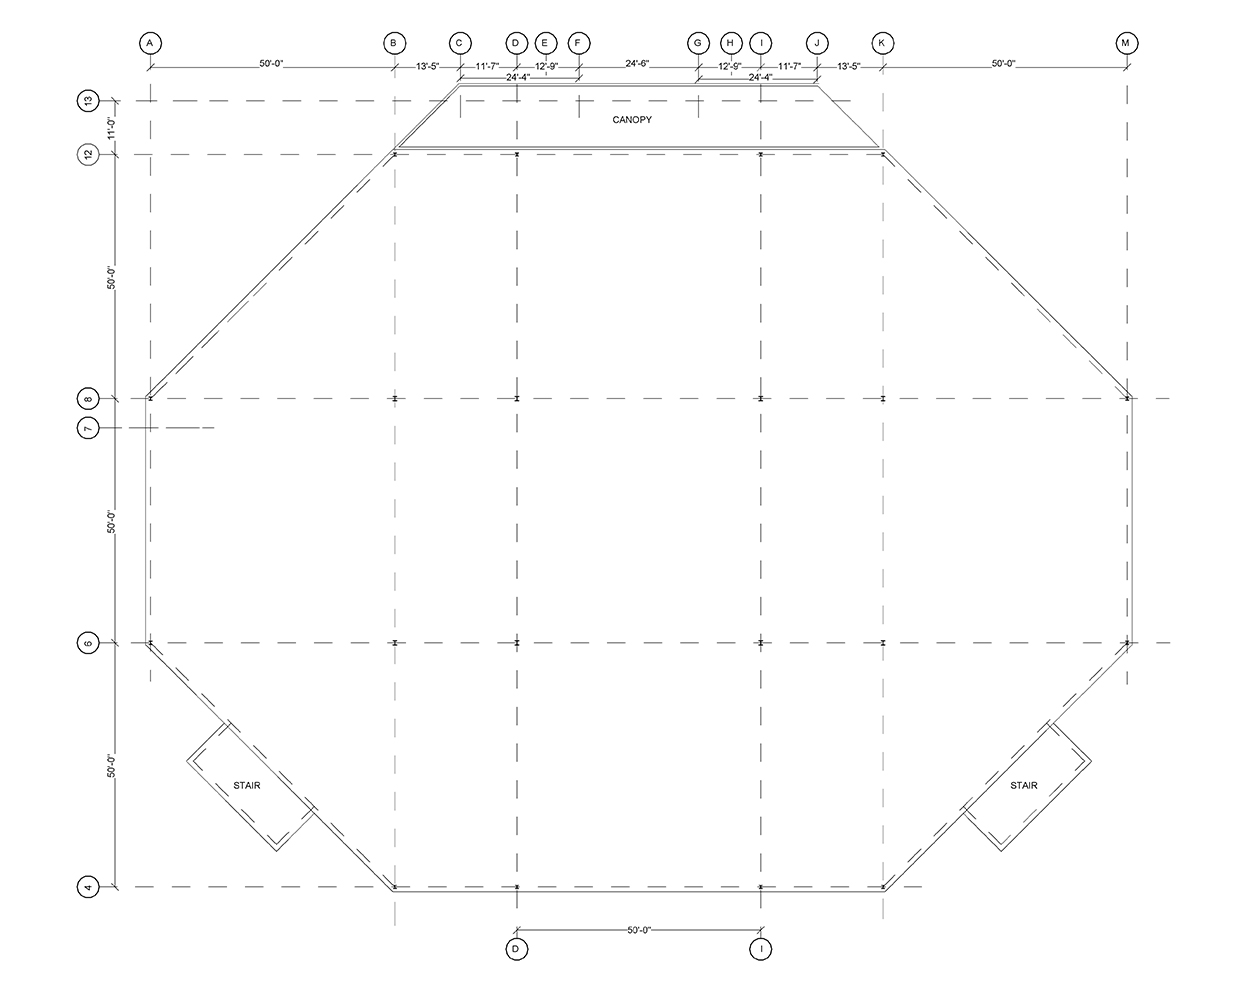 A B C D E F G H I J K M
50'-0" 13'-5" 11'-7" 12'-9" 24'-6" 12'-9" 11'-7" 13'-5" 50'-0"
24'-4" 24'-4"
13
11'-0"
CANOPY
12
50'-0"
8
7
50'-0"
6
50'-0"
STAIR STAIR
4
50'-0"
D I